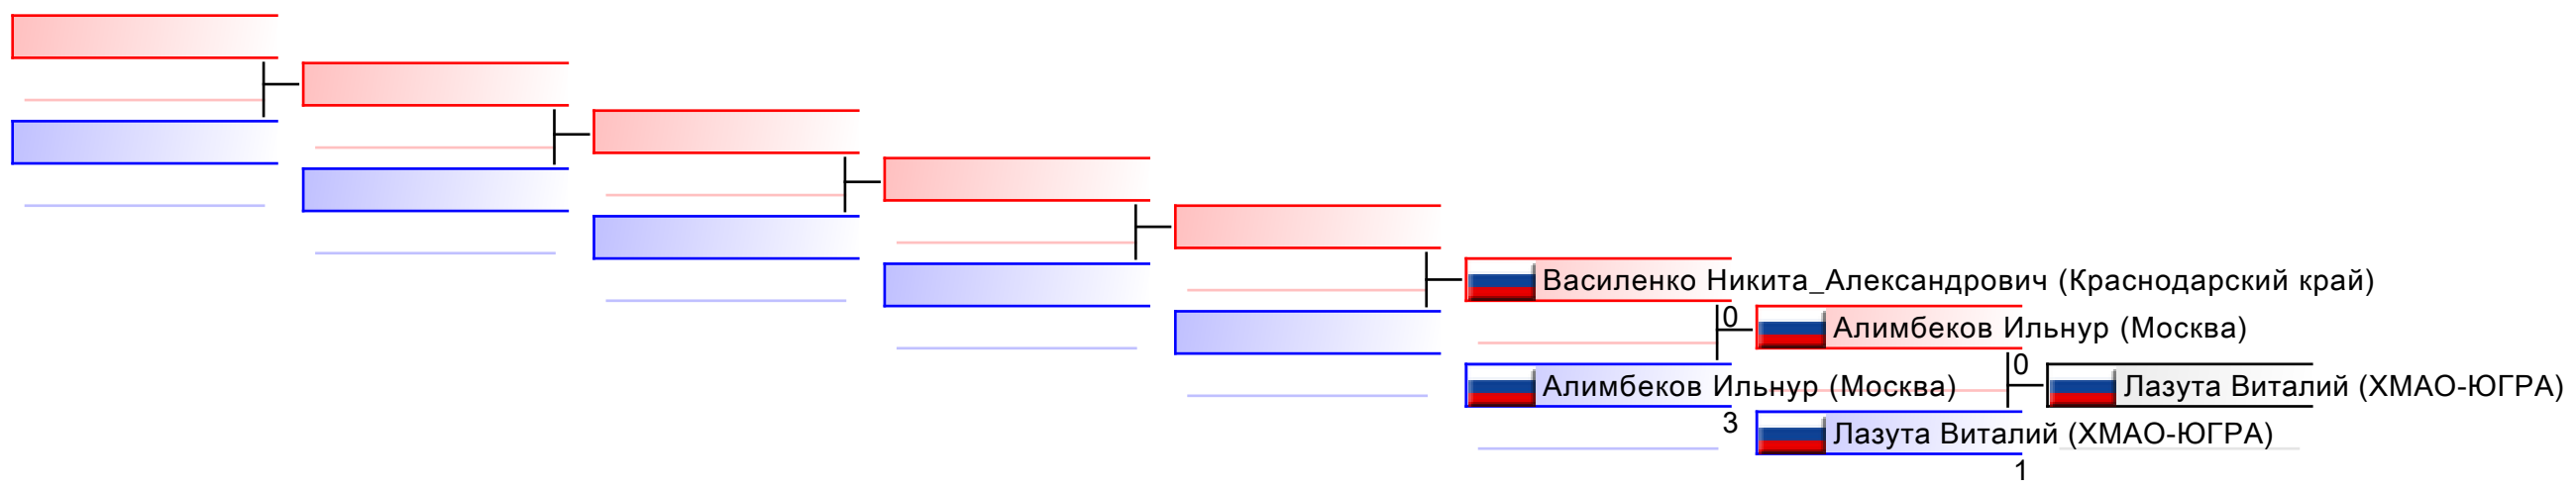 Василенко Никита_Александрович (Краснодарский край)
0
Алимбеков Ильнур (Москва)
0
Алимбеков Ильнур (Москва)
Лазута Виталий (ХМАО-ЮГРА)
3
Лазута Виталий (ХМАО-ЮГРА)
1